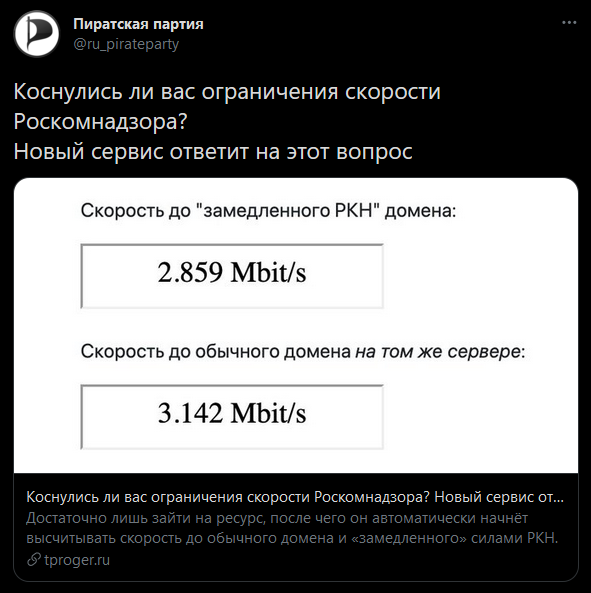 Пиратская партия
@ru_pirateparty
Коснулись ли вас ограничения скорости
Роскомнадзора?
Новый сервис ответит на этот вопрос
Скорость до "замедленного РКН" домена:
2.859 Mbit/s
Скорость до обычного домена на том же сервере:
3.142 Mbit/s
Коснулись ли вас ограничения скорости Роскомнадзора? Новый сервис от...
Достаточно лишь зайти на ресурс, после чего он автоматически начнёт
высчитывать скорость до обычного домена и «замедленного» силами РКН.
tproger.ru